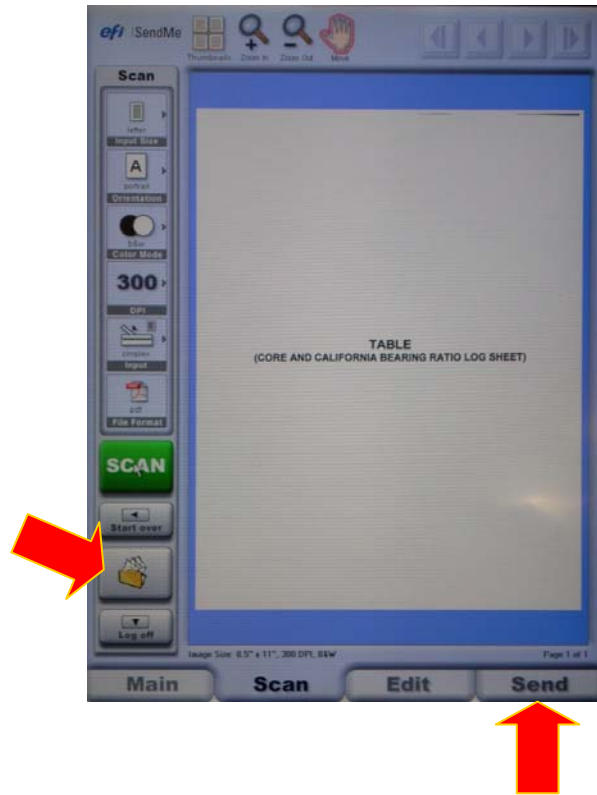 efi SendMe
Thumbnails Zoom In Zoom Out Move
Scan
letter
Input Size
A
portrait
Orientation
b&w
Color Mode
300
DPI
simplex
Input
pdf
File Format
SCAN
Start over
Log off
TABLE
(CORE AND CALIFORNIA BEARING RATIO LOG SHEET)
Image Size: 8.5" x 11", 300 DPI, B&W
Page 1 of 1
Main Scan Edit Send